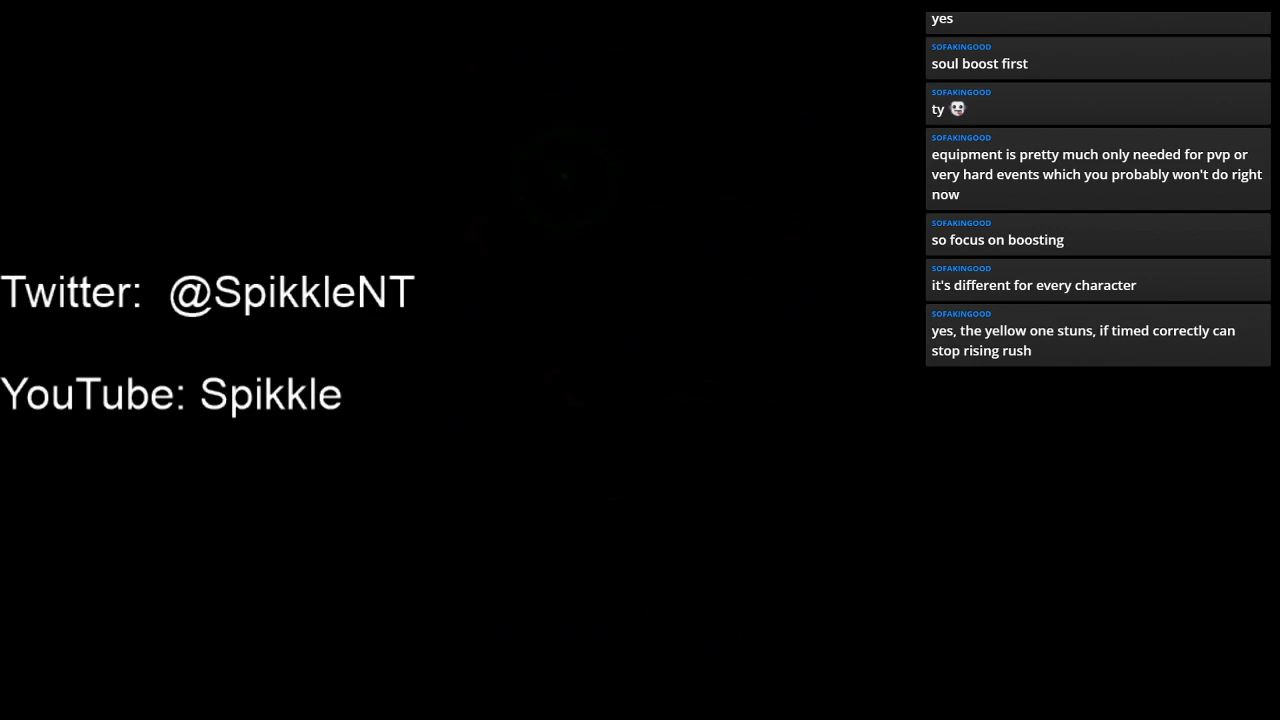 Twitter:  @SpikkleNT
YouTube: Spikkle
yes
SOFAKINGOOD
soul boost first
SOFAKINGOOD
ty
SOFAKINGOOD
equipment is pretty much only needed for pvp or
very hard events which you probably won't do right
now
SOFAKINGOOD
so focus on boosting
SOFAKINGOOD
it's different for every character
SOFAKINGOOD
yes, the yellow one stuns, if timed correctly can
stop rising rush